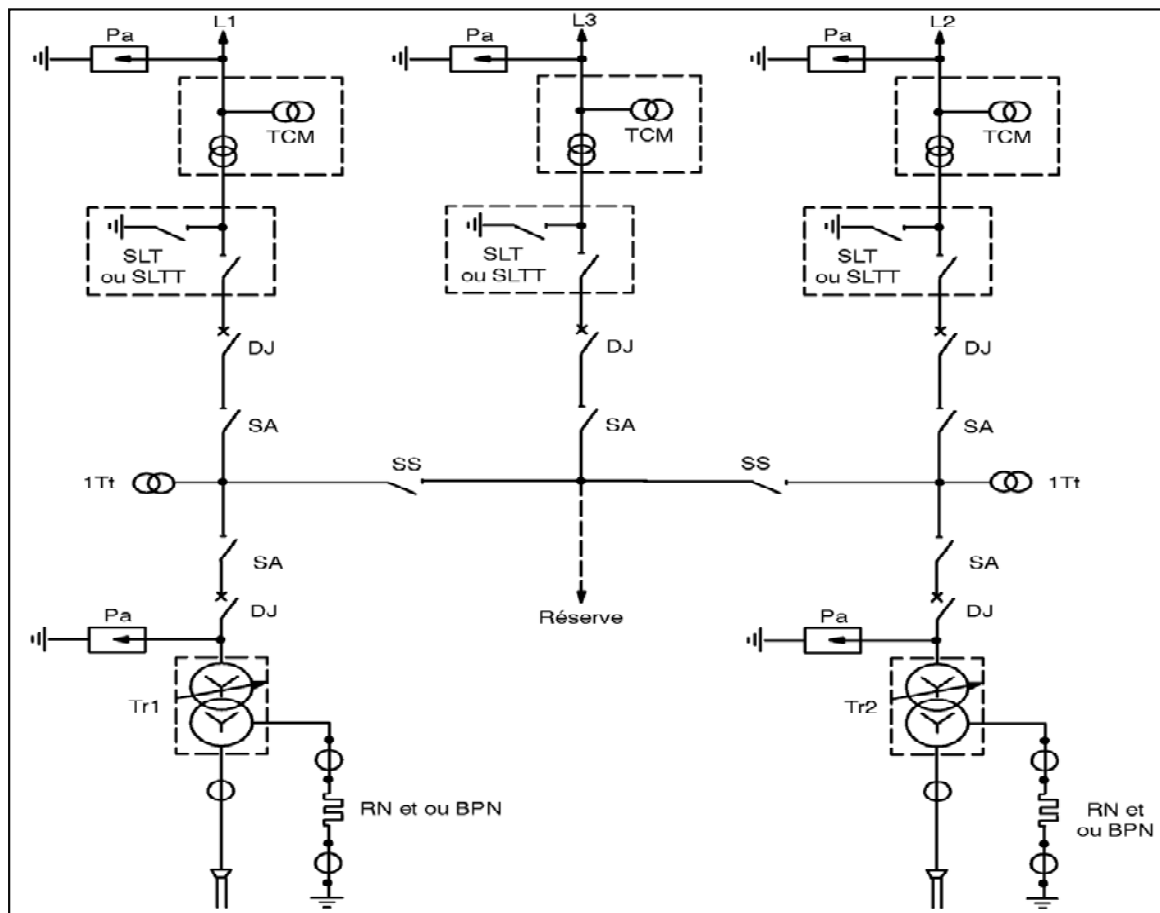 L1
L3
L2
Pa
Pa
Pa
TCM
TCM
TCM
SLT
ou SLTT
SLT
ou SLTT
SLT
ou SLTT
DJ
DJ
DJ
SA
SA
SA
1Tt
SS
SS
1Tt
SA
SA
DJ
DJ
Réserve
Pa
Pa
Tr1
Tr2
RN et ou BPN
RN et
ou BPN